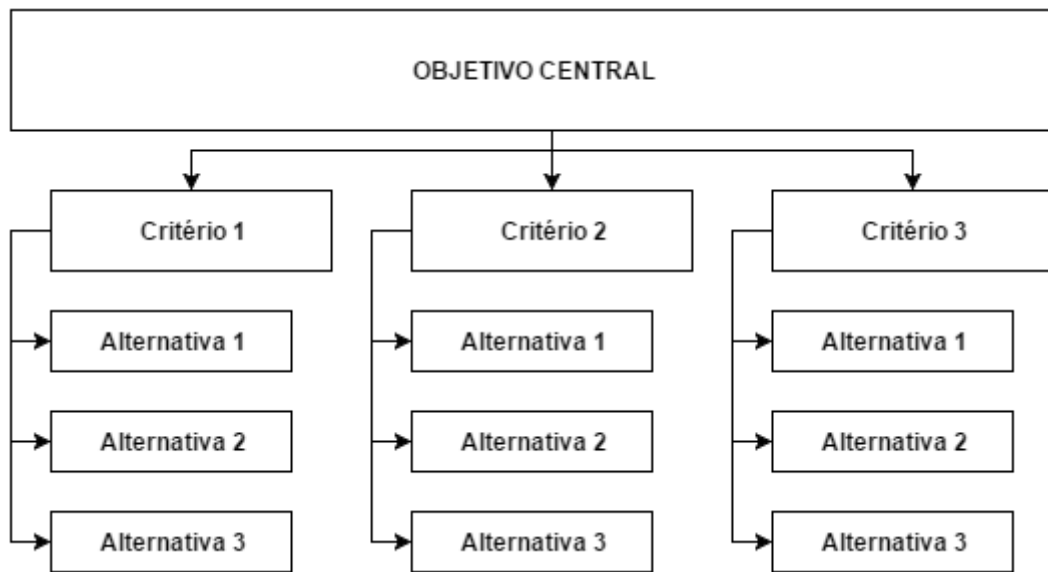 OBJETIVO CENTRAL
Critério 1
Critério 2
Critério 3
Alternativa 1
Alternativa 1
Alternativa 1
Alternativa 2
Alternativa 2
Alternativa 2
Alternativa 3
Alternativa 3
Alternativa 3